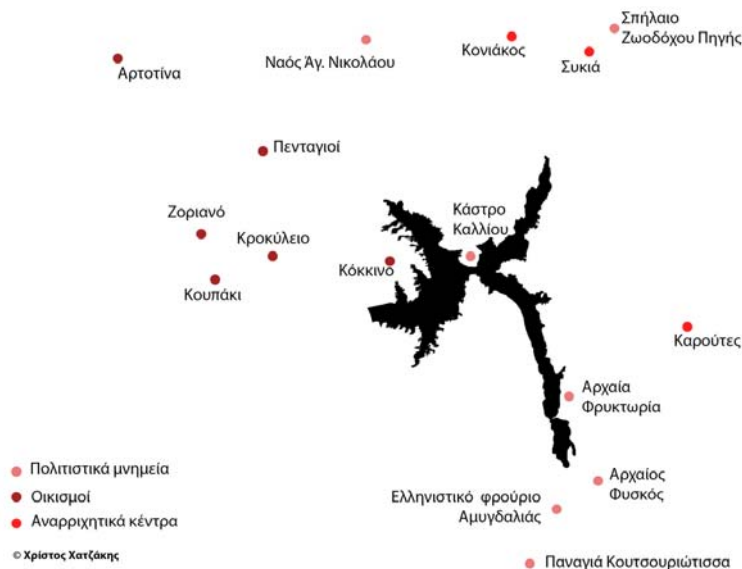 Σπήλαιο
Ζωοδόχου Πηγής
Κονιάκος
Ναός Άγ. Νικολάου
Συκιά
Αρτοτίνα
Πενταγιοί
Κάστρο
Καλλίου
Ζοριανό
Κροκύλειο
Κόκκινο
Κουπάκι
Καρούτες
Αρχαία
Φρυκτωρία
Πολιτιστικά μνημεία
Οικισμοί
Αναρριχητικά κέντρα
Αρχαίος
Φυσκός
Ελληνιστικό φρούριο
Αμυγδαλιάς
© Χρίστος Χατζάκης
Παναγιά Κουτσουριώτισσα